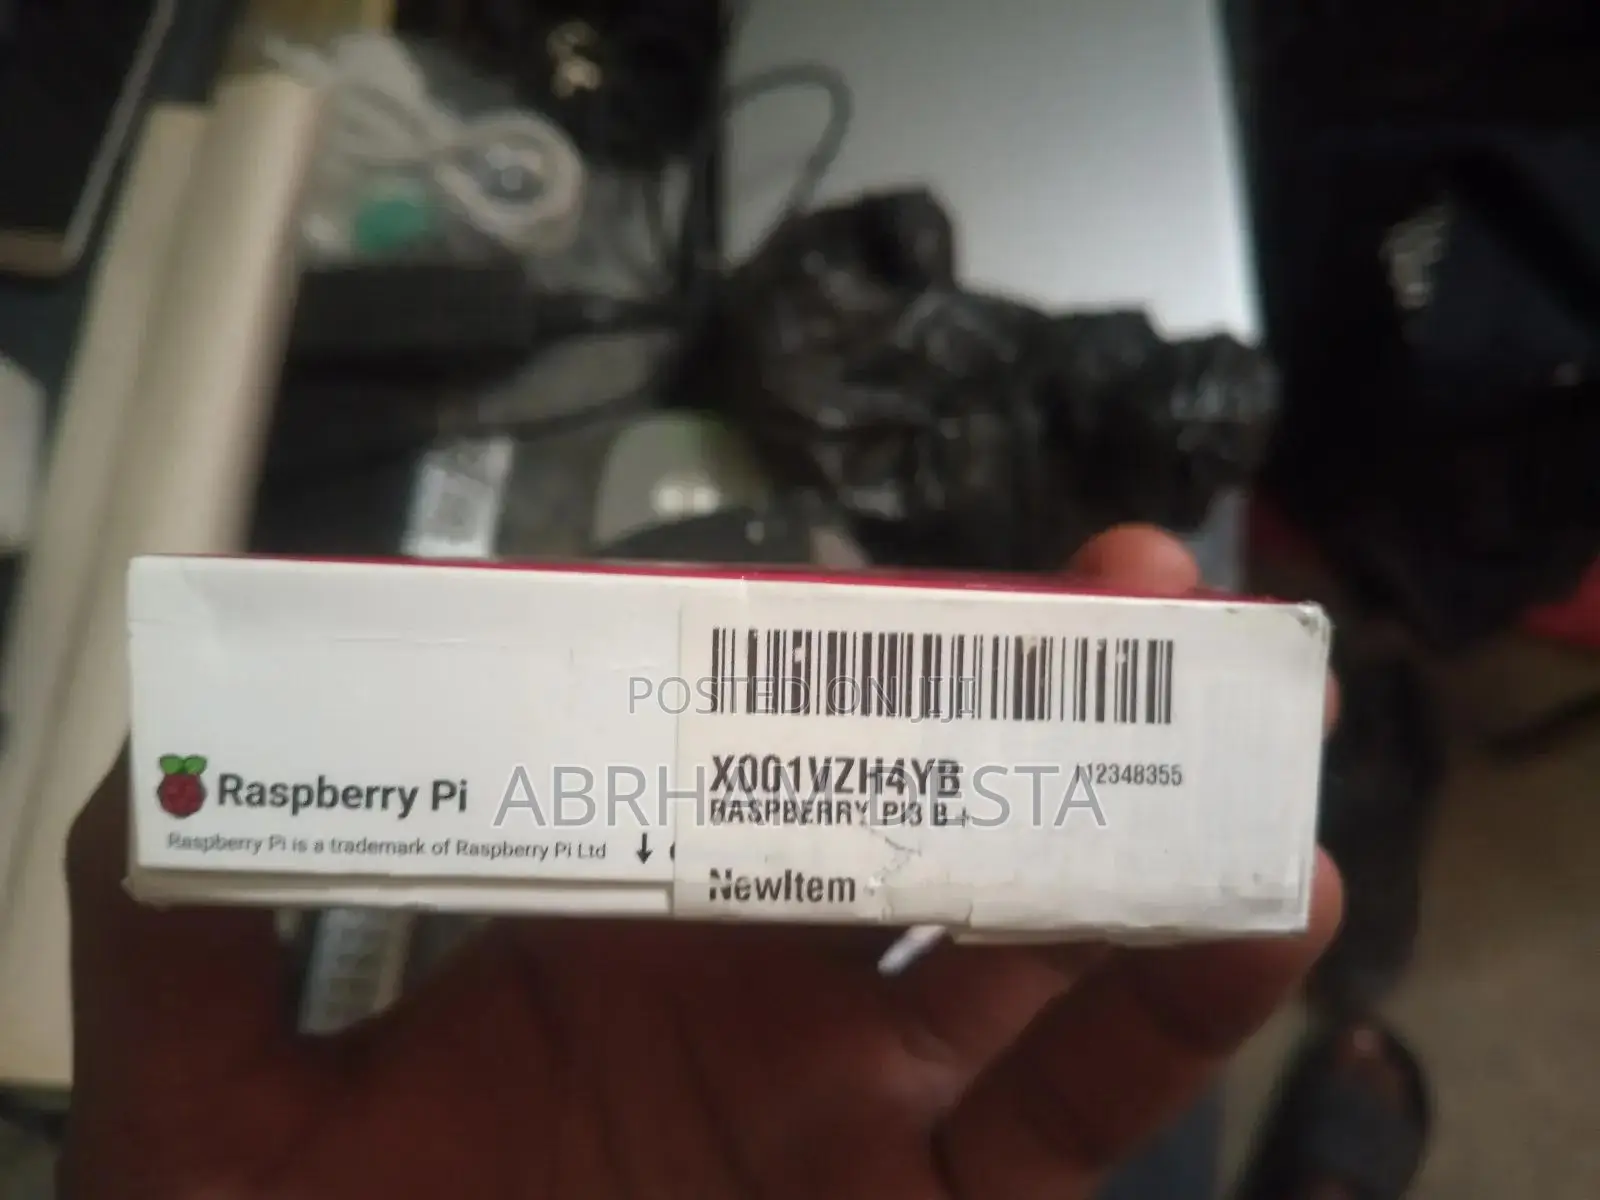 POSTED ON JIJI
X001VZH4YB
112348355
ABRHAM DESTA
RASPBERRY PI3 B +
Raspberry Pi
Raspberry Pi is a trademark of Raspberry Pi Ltd
NewItem